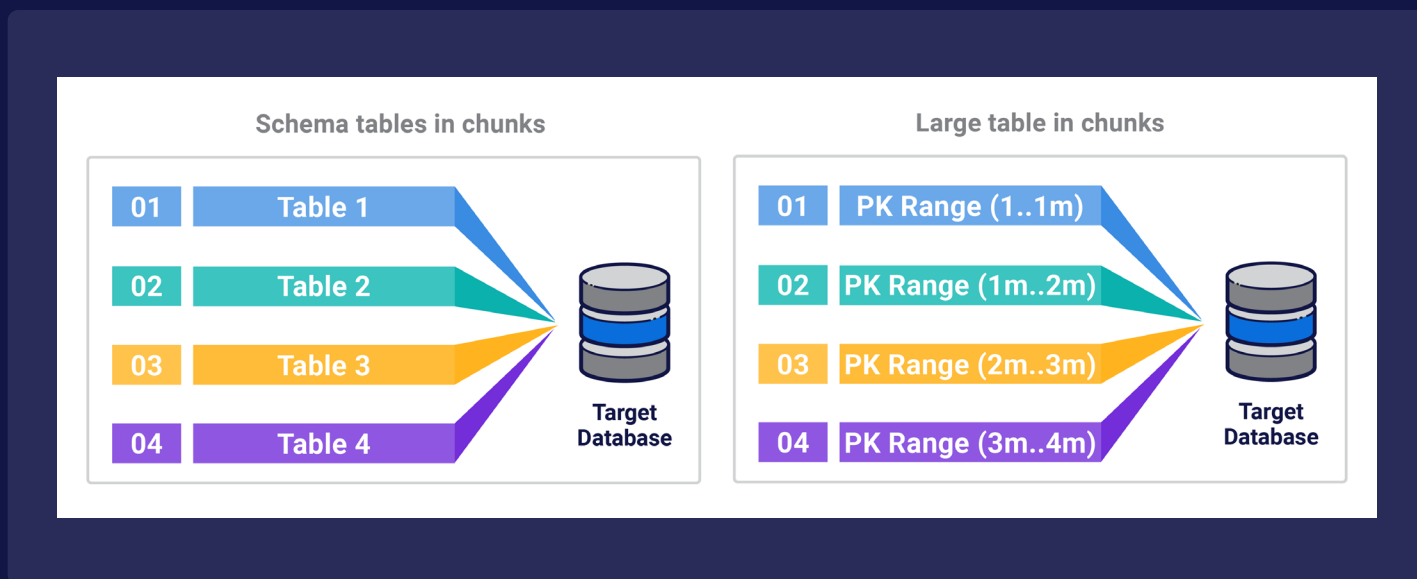 Schema tables in chunks
01 Table 1
02 Table 2
03 Table 3
04 Table 4
Target
Database
Large table in chunks
01 PK Range (1..1m)
02 PK Range (1m..2m)
03 PK Range (2m..3m)
04 PK Range (3m..4m)
Target
Database